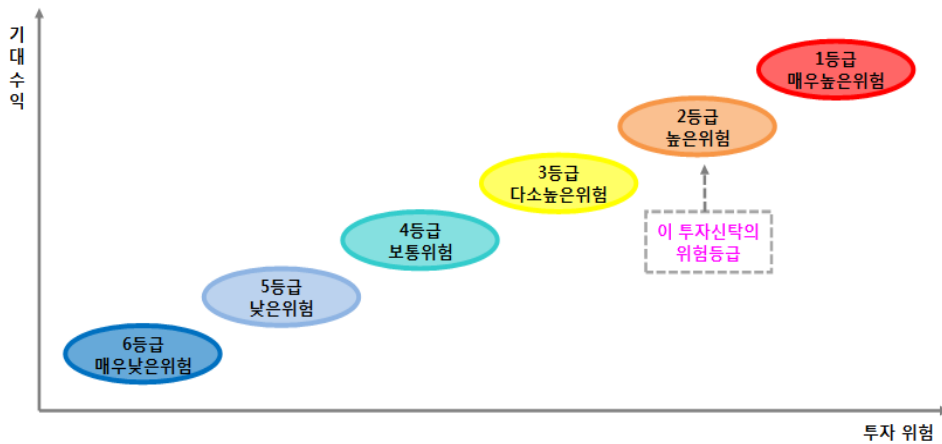 기
대
수
익
1등급
매우높은위험
2등급
높은위험
3등급
다소높은위험
이 투자신탁의
위험등급
4등급
보통위험
5등급
낮은위험
6등급
매우낮은위험
투자 위험